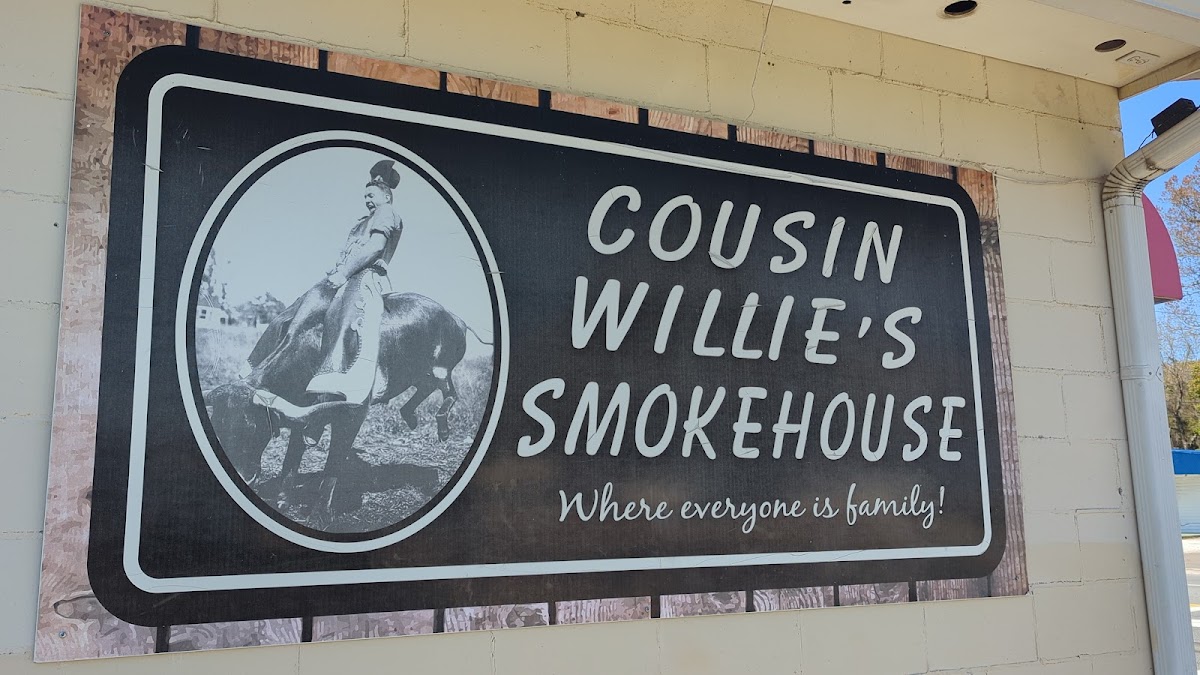 COUSIN
WILLIE'S
SMOKEHOUSE
Where everyone is family!